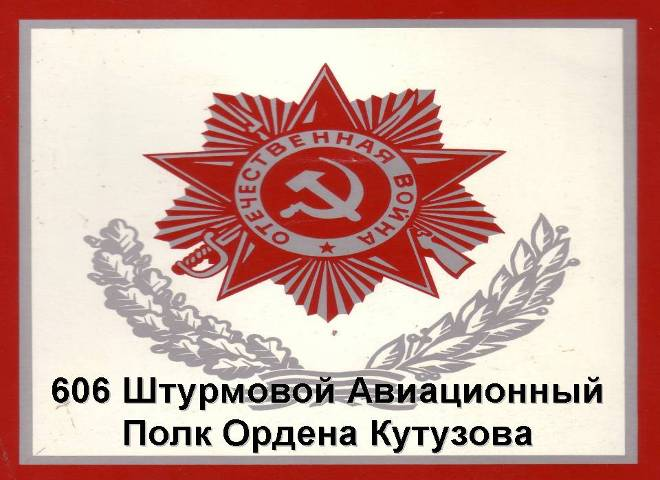 ОТЕЧЕСТВЕННАЯ ВОЙНА
606 Штурмовой Авиационный
Полк Ордена Кутузова